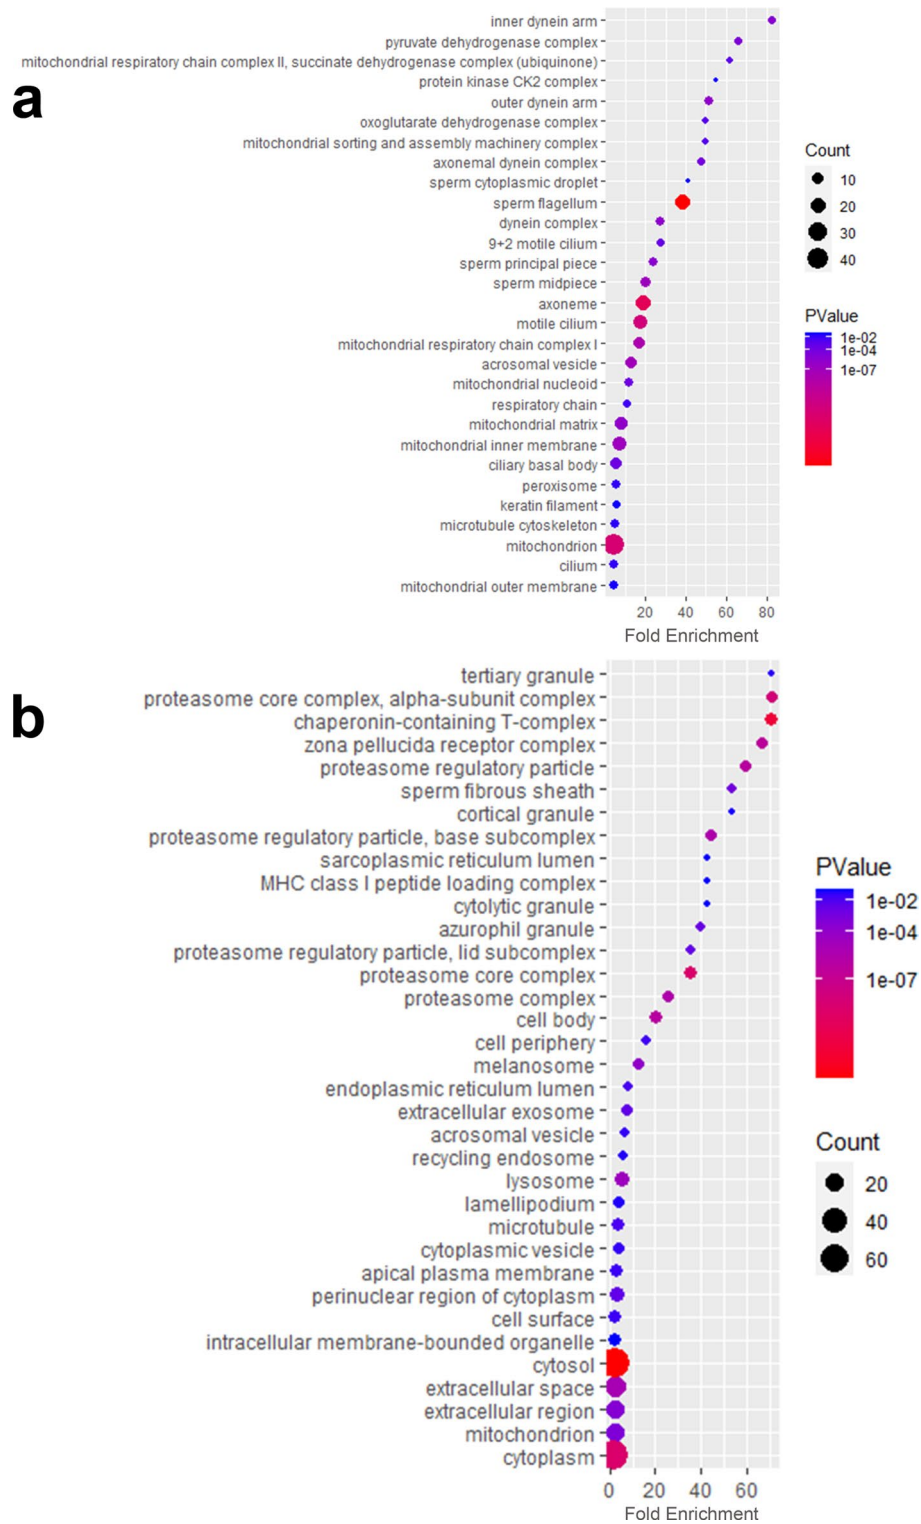 a
inner dynein arm
pyruvate dehydrogenase complex
mitochondrial respiratory chain complex II, succinate dehydrogenase complex (ubiquinone)
protein kinase CK2 complex
outer dynein arm
oxoglutarate dehydrogenase complex
mitochondrial sorting and assembly machinery complex
axonemal dynein complex
sperm cytoplasmic droplet
sperm flagellum
dynein complex
9+2 motile cilium
sperm principal piece
sperm midpiece
axoneme
motile cilium
mitochondrial respiratory chain complex I
acrosomal vesicle
mitochondrial nucleoid
respiratory chain
mitochondrial matrix
mitochondrial inner membrane
ciliary basal body
peroxisome
keratin filament
microtubule cytoskeleton
mitochondrion
cilium
mitochondrial outer membrane
20 40 60 80
Fold Enrichment
Count
10
20
30
40
PValue
1e-02
1e-04
1e-07
b
tertiary granule
proteasome core complex, alpha-subunit complex
chaperonin-containing T-complex
zona pellucida receptor complex
proteasome regulatory particle
sperm fibrous sheath
cortical granule
proteasome regulatory particle, base subcomplex
sarcoplasmic reticulum lumen
MHC class I peptide loading complex
cytolytic granule
azurophil granule
proteasome regulatory particle, lid subcomplex
proteasome core complex
proteasome complex
cell body
cell periphery
melanosome
endoplasmic reticulum lumen
extracellular exosome
acrosomal vesicle
recycling endosome
lysosome
lamellipodium
microtubule
cytoplasmic vesicle
apical plasma membrane
perinuclear region of cytoplasm
cell surface
intracellular membrane-bounded organelle
cytosol
extracellular space
extracellular region
mitochondrion
cytoplasm
0 20 40 60
Fold Enrichment
PValue
1e-02
1e-04
1e-07
Count
20
40
60